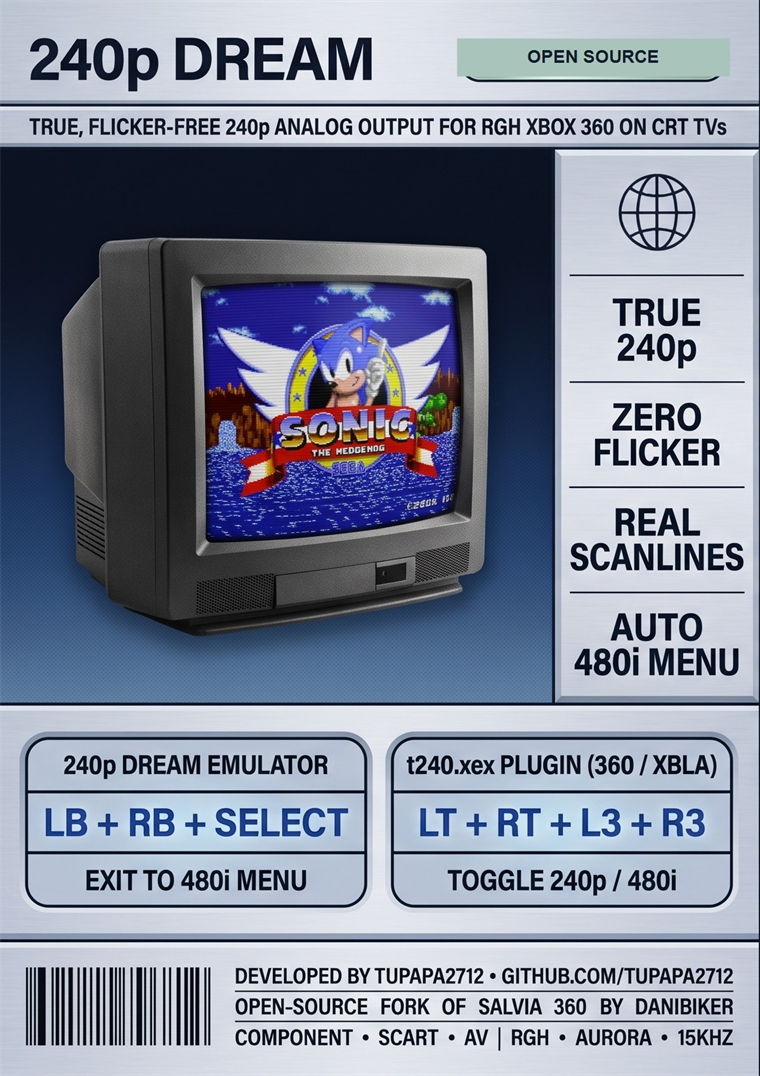 240p DREAM
OPEN SOURCE
TRUE, FLICKER-FREE 240p ANALOG OUTPUT FOR RGH XBOX 360 ON CRT TVs
SONIC
THE HEDGEHOG
SEGA
TRUE
240p
ZERO
FLICKER
REAL
SCANLINES
AUTO
480i MENU
240p DREAM EMULATOR
LB + RB + SELECT
EXIT TO 480i MENU
t240.xex PLUGIN (360 / XBLA)
LT + RT + L3 + R3
TOGGLE 240p / 480i
DEVELOPED BY TUPAPA2712 • GITHUB.COM/TUPAPA2712
OPEN-SOURCE FORK OF SALVIA 360 BY DANIBIKER
COMPONENT • SCART • AV | RGH • AURORA • 15KHZ